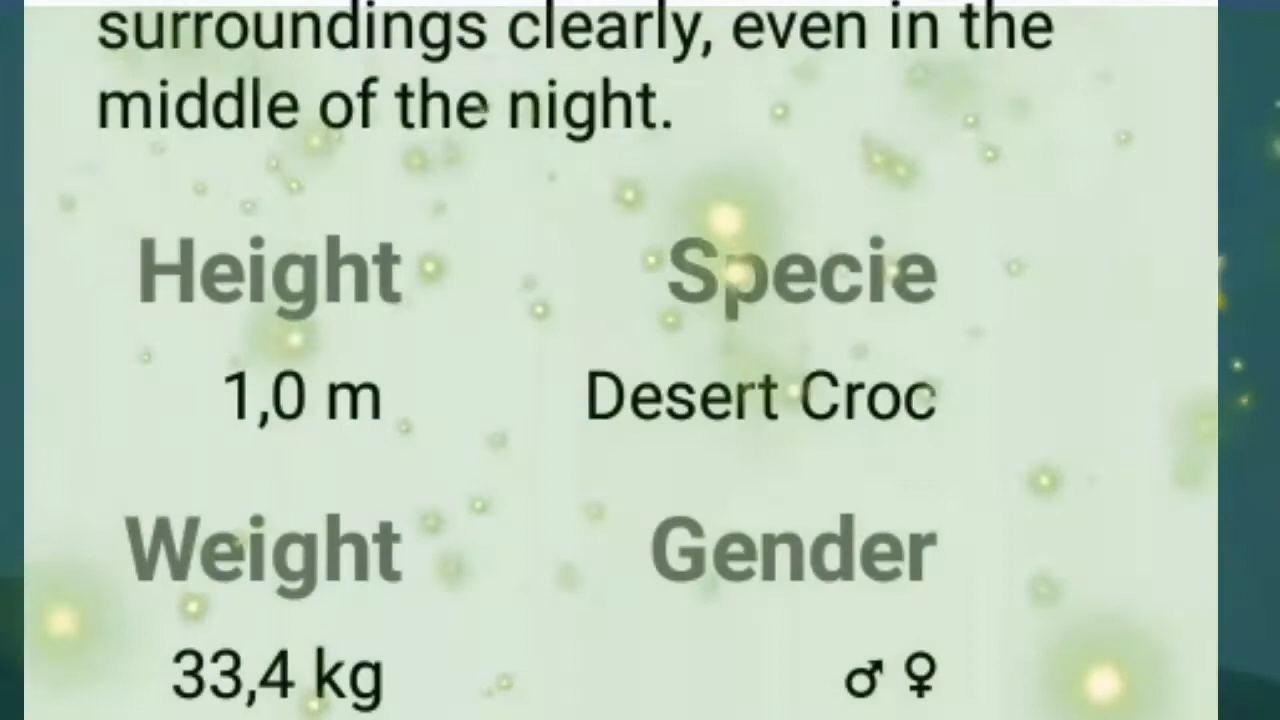 surroundings clearly, even in the
middle of the night.
Height Specie
1,0 m Desert Croc
Weight Gender
33,4 kg ♂ ♀